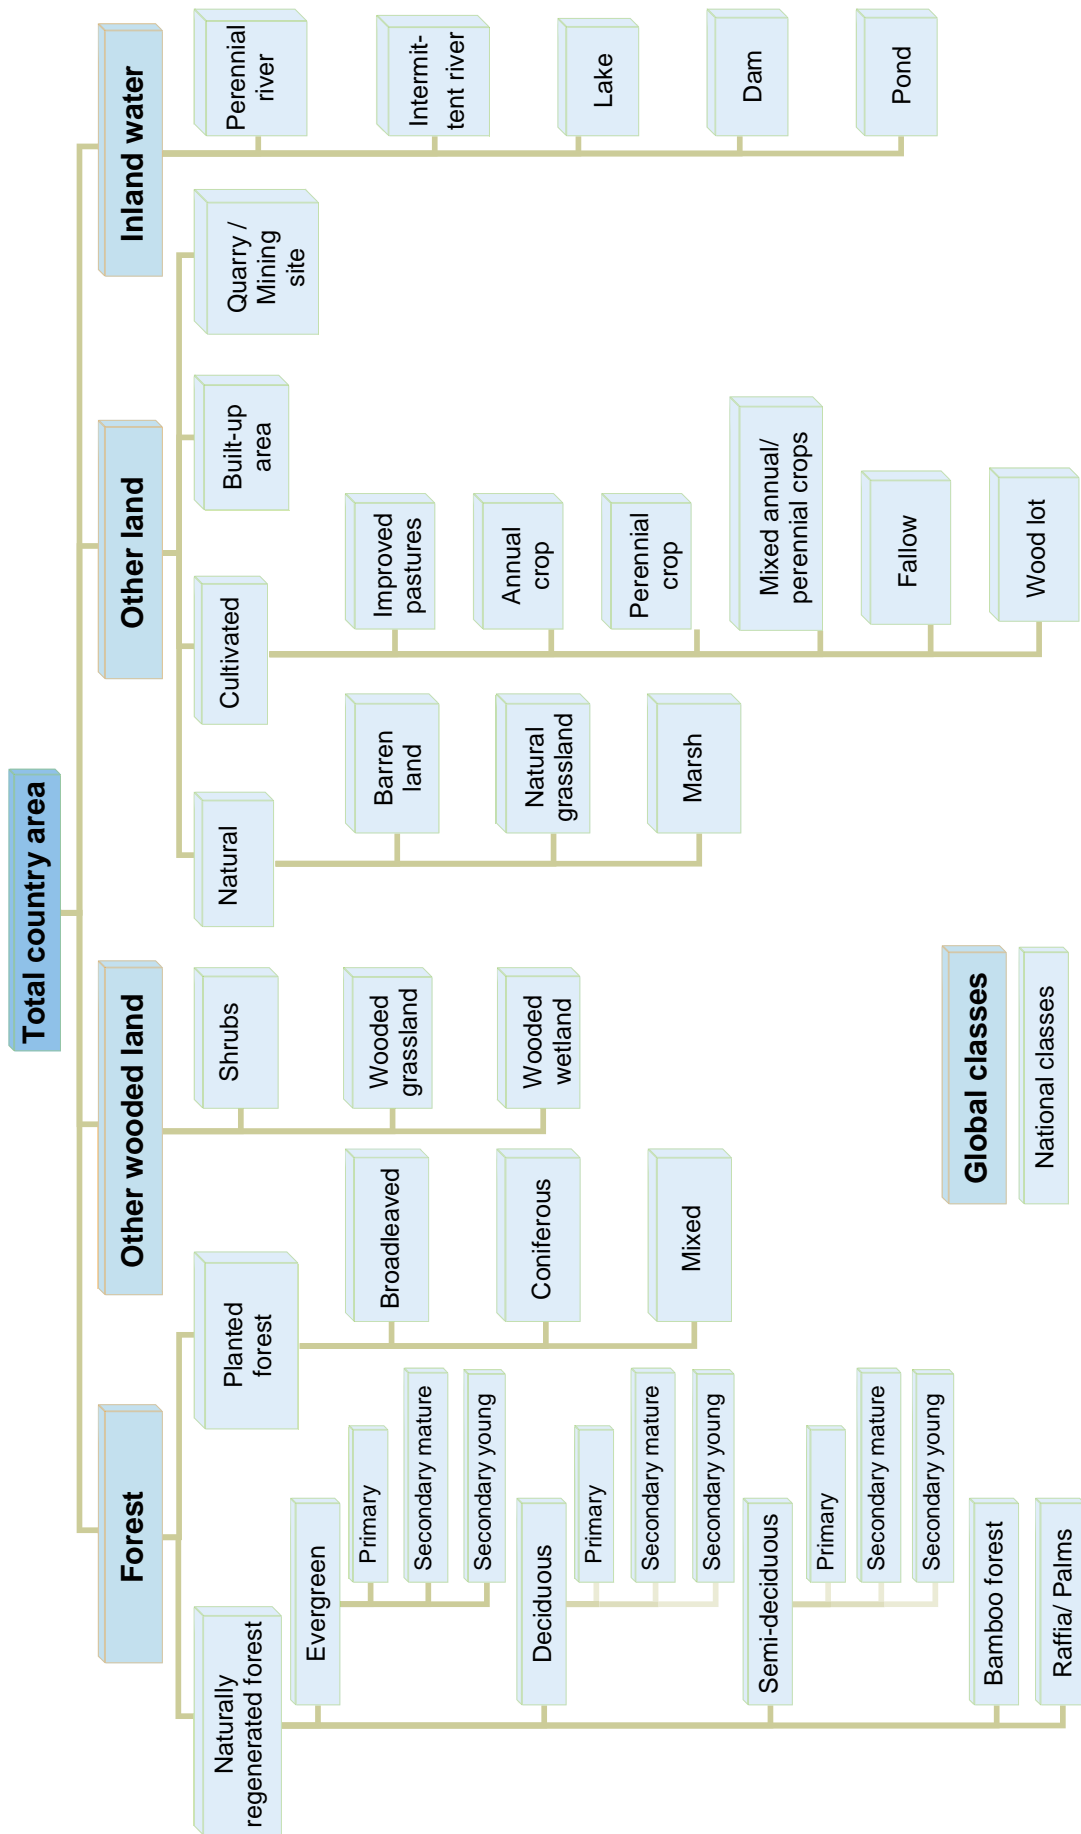 Total country area
Forest
Naturally
regenerated forest
Evergreen
Primary
Secondary mature
Secondary young
Deciduous
Primary
Secondary mature
Secondary young
Semi-deciduous
Primary
Secondary mature
Secondary young
Bamboo forest
Raffia/ Palms
Planted
forest
Broadleaved
Coniferous
Mixed
Other wooded land
Shrubs
Wooded
grassland
Wooded
wetland
Other land
Natural
Barren
land
Natural
grassland
Marsh
Cultivated
Improved
pastures
Annual
crop
Perennial
crop
Mixed annual/
perennial crops
Fallow
Wood lot
Built-up
area
Quarry /
Mining
site
Inland water
Perennial
river
Intermit-
tent river
Lake
Dam
Pond
Global classes
National classes